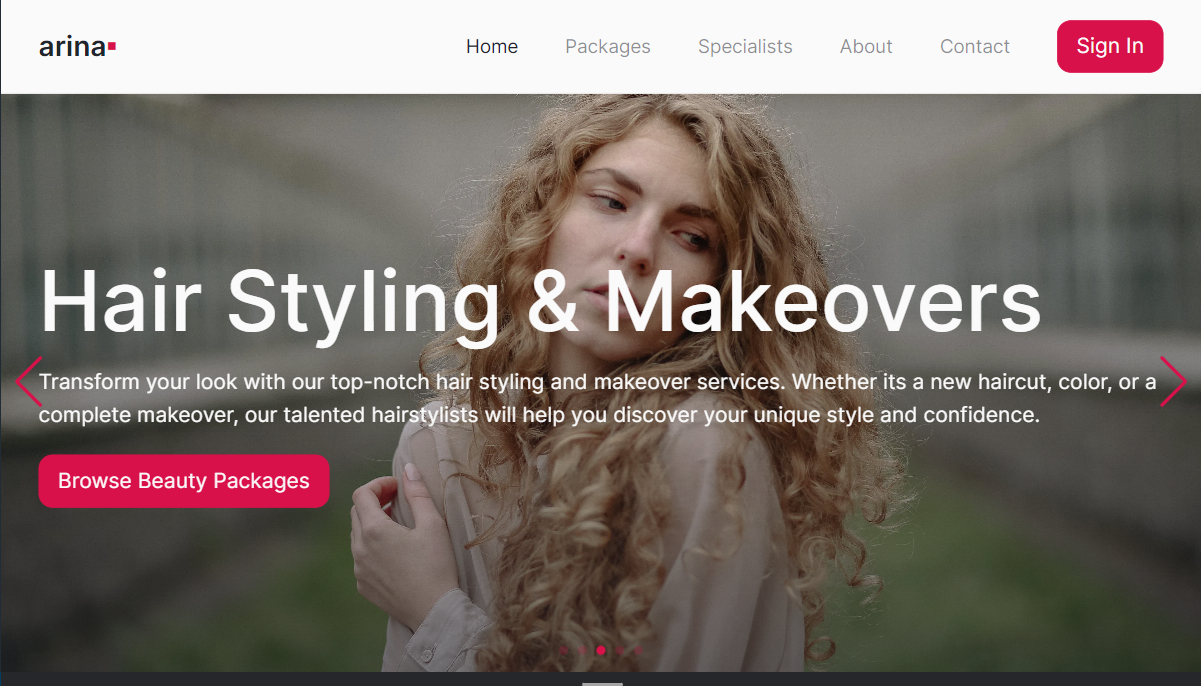 arina
Home
Packages
Specialists
About
Contact
Sign In
Hair Styling & Makeovers
Transform your look with our top-notch hair styling and makeover services. Whether its a new haircut, color, or a
complete makeover, our talented hairstylists will help you discover your unique style and confidence.
Browse Beauty Packages